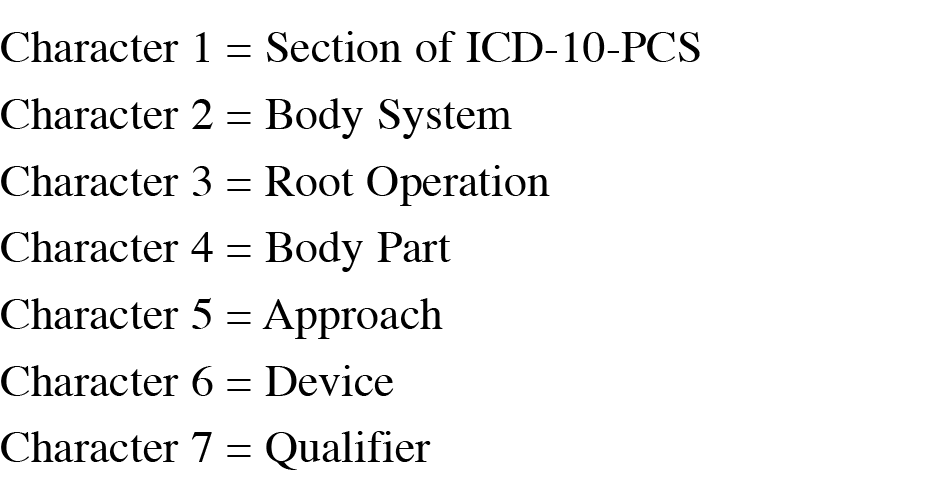 Character 1 = Section of ICD-10-PCS
Character 2 = Body System
Character 3 = Root Operation
Character 4 = Body Part
Character 5 = Approach
Character 6 = Device
Character 7 = Qualifier